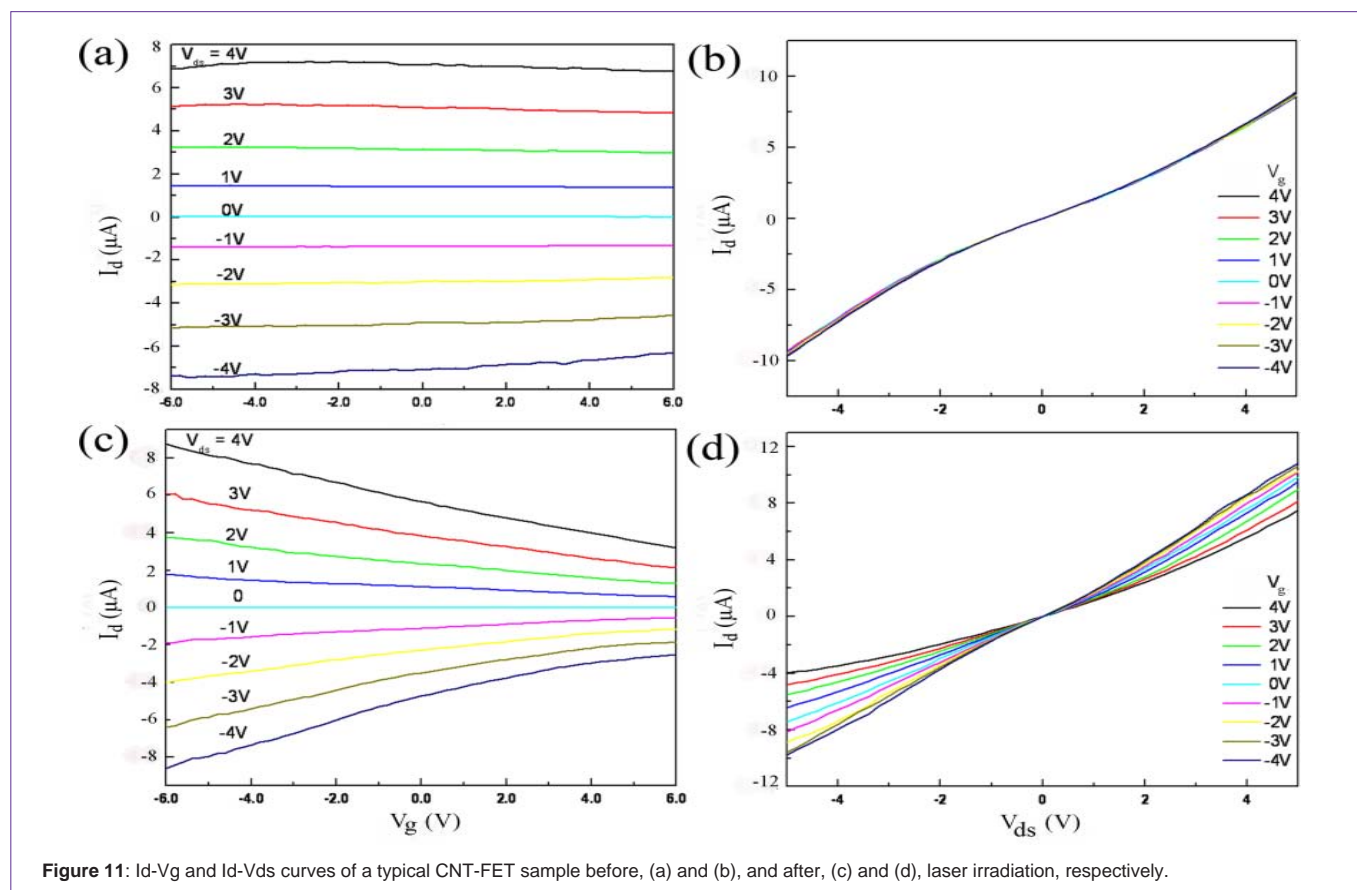 (a)
V_ds = 4V
3V
2V
1V
0V
-1V
-2V
-3V
-4V
8
6
4
2
0
-2
-4
-6
-8
I_d (μA)
-6.0 -4.0 -2.0 0.0 2.0 4.0 6.0
(b)
10
5
0
-5
-10
I_d (μA)
-4 -2 0 2 4
V_g
4V
3V
2V
1V
0V
-1V
-2V
-3V
-4V
(c)
V_ds = 4V
3V
2V
1V
0
-1V
-2V
-3V
-4V
8
6
4
2
0
-2
-4
-6
-8
I_d (μA)
-6.0 -4.0 -2.0 0.0 2.0 4.0 6.0
V_g (V)
(d)
12
8
4
0
-4
-8
-12
I_d (μA)
-4 -2 0 2 4
V_ds (V)
V_g
4V
3V
2V
1V
0V
-1V
-2V
-3V
-4V
Figure 11: Id-Vg and Id-Vds curves of a typical CNT-FET sample before, (a) and (b), and after, (c) and (d), laser irradiation, respectively.